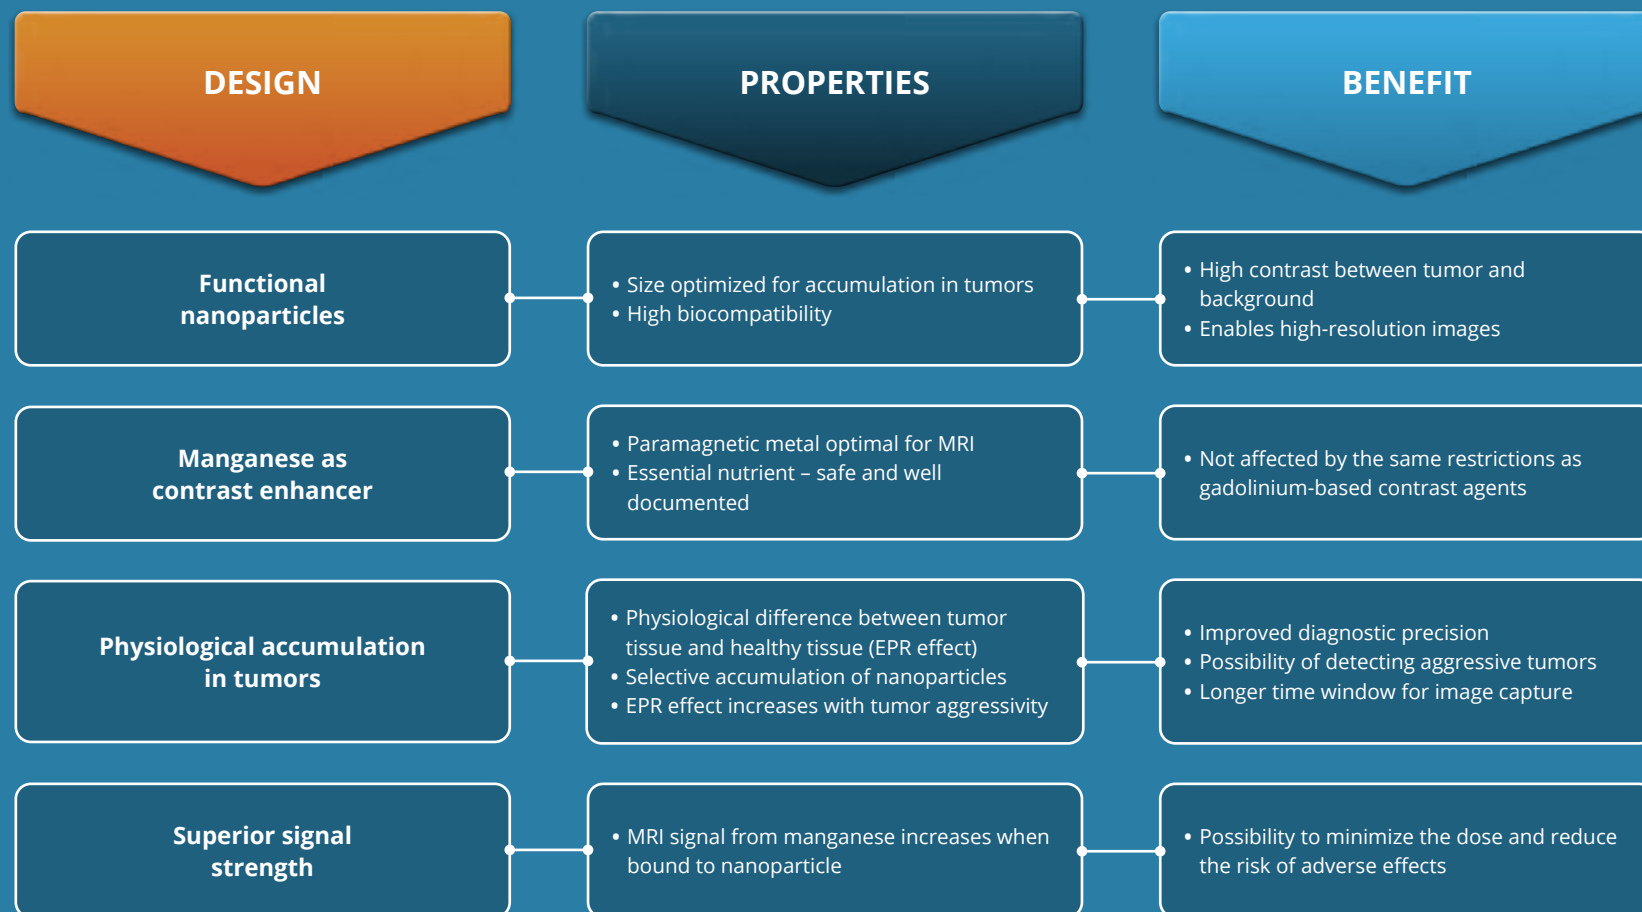 DESIGN
PROPERTIES
BENEFIT
Functional
nanoparticles
• Size optimized for accumulation in tumors
• High biocompatibility
• High contrast between tumor and
background
• Enables high-resolution images
Manganese as
contrast enhancer
• Paramagnetic metal optimal for MRI
• Essential nutrient – safe and well
documented
• Not affected by the same restrictions as
gadolinium-based contrast agents
Physiological accumulation
in tumors
• Physiological difference between tumor
tissue and healthy tissue (EPR effect)
• Selective accumulation of nanoparticles
• EPR effect increases with tumor aggressivity
• Improved diagnostic precision
• Possibility of detecting aggressive tumors
• Longer time window for image capture
Superior signal
strength
• MRI signal from manganese increases when
bound to nanoparticle
• Possibility to minimize the dose and reduce
the risk of adverse effects